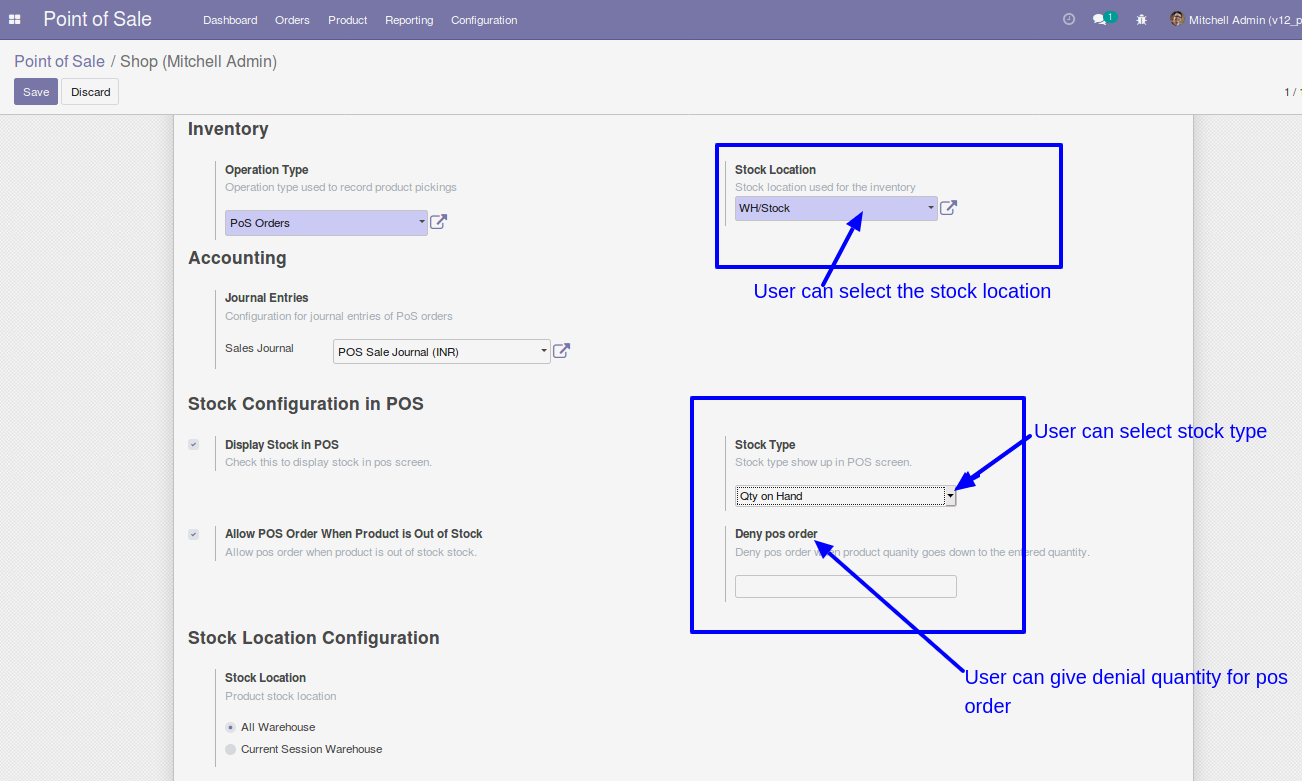 Point of Sale Dashboard Orders Product Reporting Configuration 1 Mitchell Admin (v12_p
Point of Sale / Shop (Mitchell Admin)
Save Discard 1 / 1
Inventory
Operation Type
Operation type used to record product pickings
PoS Orders
Stock Location
Stock location used for the inventory
WH/Stock
User can select the stock location
Accounting
Journal Entries
Configuration for journal entries of PoS orders
Sales Journal POS Sale Journal (INR)
Stock Configuration in POS
Display Stock in POS
Check this to display stock in pos screen.
Stock Type
Stock type show up in POS screen.
Qty on Hand
User can select stock type
Allow POS Order When Product is Out of Stock
Allow pos order when product is out of stock stock.
Deny pos order
Deny pos order when product quanity goes down to the entered quantity.
User can give denial quantity for pos
order
Stock Location Configuration
Stock Location
Product stock location
All Warehouse
Current Session Warehouse